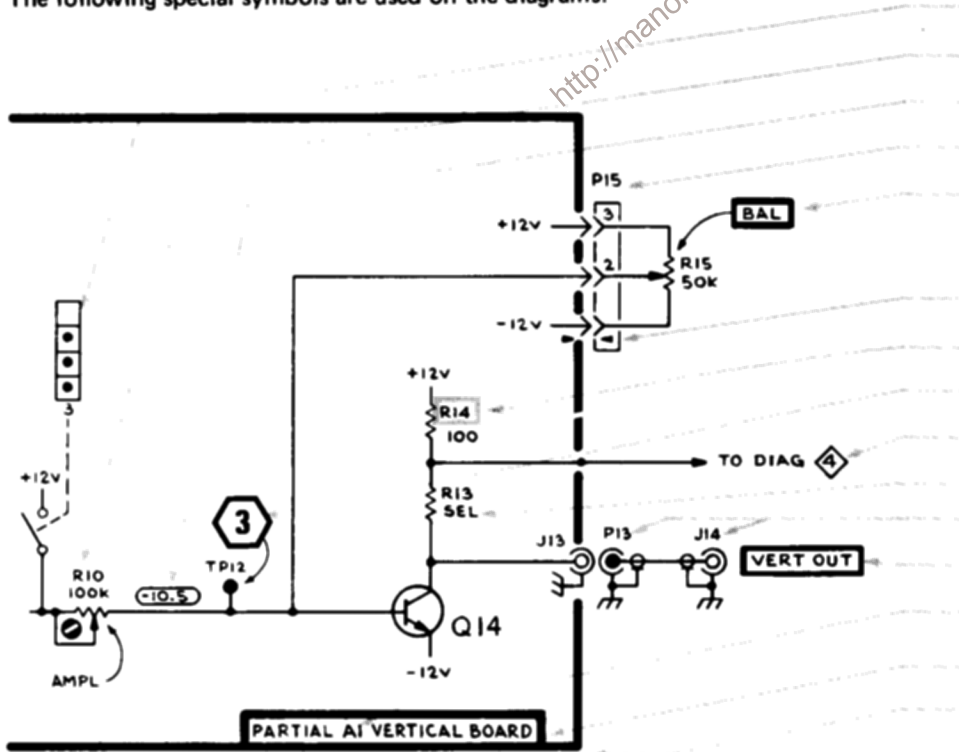 The following special symbols are used on the diagrams:
http://mano
P15
3
+12V
BAL
2
R15
50K
-12V
+12V
R14
100
3
TO DIAG 4
+12V
R13
SEL
3
J13
P13
J14
VERT OUT
TP12
R10
100K
-10.5
Q14
-12V
AMPL
PARTIAL A1 VERTICAL BOARD